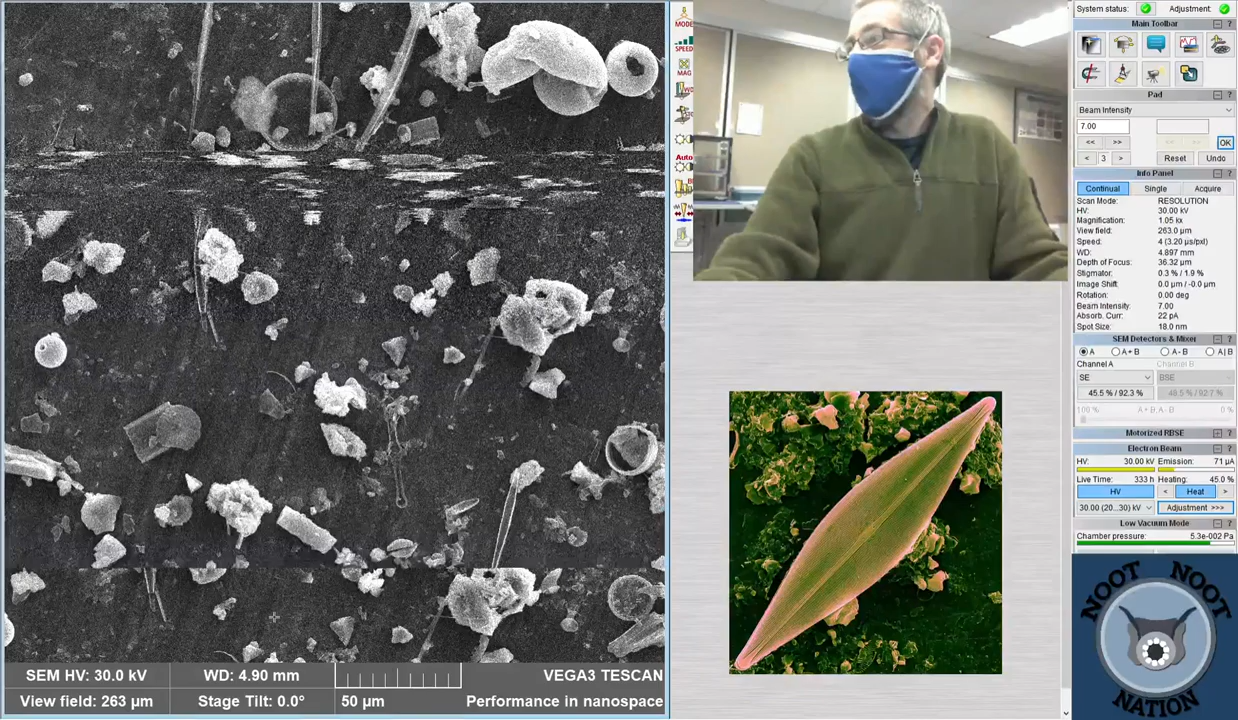 SEM HV: 30.0 kV
WD: 4.90 mm
VEGA3 TESCAN
View field: 263 µm
Stage Tilt: 0.0°
50 µm
Performance in nanospace
MODE
SPEED
MAG
WD
Auto
System status:
Adjustment:
Main Toolbar
?
Pad
?
Beam Intensity
7.00
<< >>
<< >>
OK
< 3 >
Reset
Undo
Info Panel
?
Continual
Single
Acquire
Scan Mode: RESOLUTION
HV: 30.00 kV
Magnification: 1.05 kx
View field: 263.0 µm
Speed: 4 (3.20 µs/pxl)
WD: 4.897 mm
Depth of Focus: 36.32 µm
Stigmator: 0.3 % / 1.9 %
Image Shift: 0.0 µm / -0.0 µm
Rotation: 0.00 deg
Beam Intensity: 7.00
Absorb. Curr: 22 pA
Spot Size: 18.0 nm
SEM Detectors & Mixer
?
A A + B A - B A | B
Channel A
Channel B
SE
BSE
45.5 % / 92.3 %
48.5 % / 92.7 %
100 %
A + B, A - B
0 %
Motorized RBSE
?
Electron Beam
?
HV: 30.00 kV
Emission: 71 µA
Live Time: 333 h
Heating: 45.0 %
HV
< Heat >
30.00 (20...30) kV
Adjustment >>>
Low Vacuum Mode
Chamber pressure: 5.3e-002 Pa
NOOT NOOT
NATION